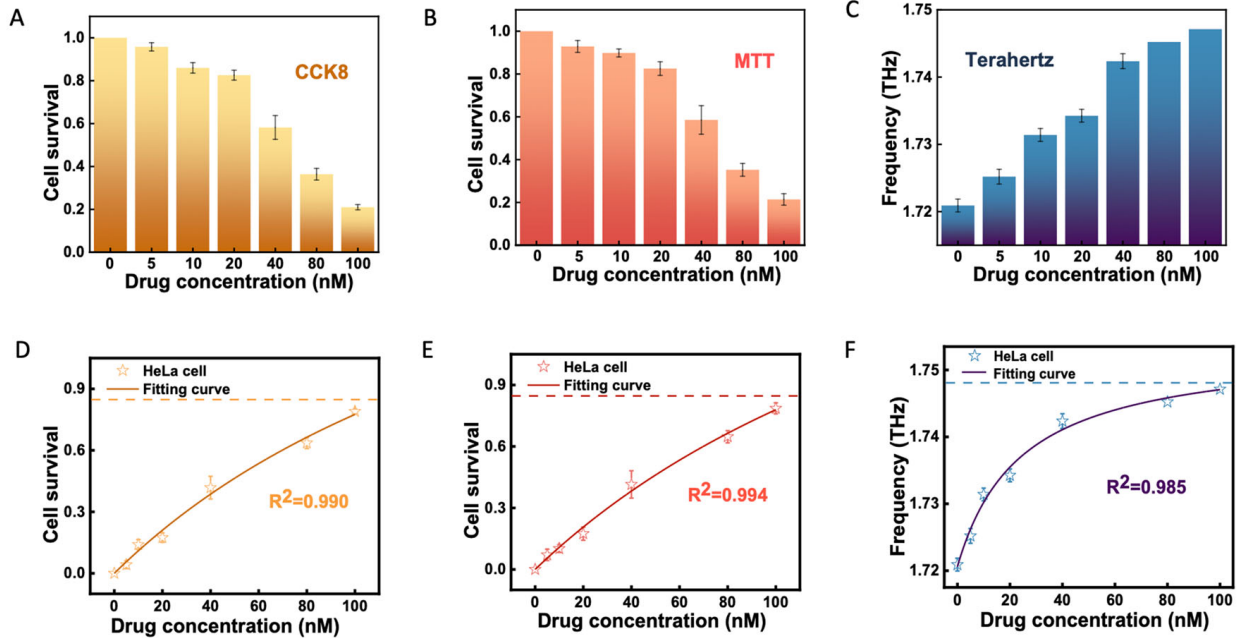 A
1.0
0.8
0.6
0.4
0.2
0.0
Cell survival
CCK8
0 5 10 20 40 80 100
Drug concentration (nM)
B
1.0
0.8
0.6
0.4
0.2
0.0
Cell survival
MTT
0 5 10 20 40 80 100
Drug concentration (nM)
C
1.75
1.74
1.73
1.72
Frequency (THz)
Terahertz
0 5 10 20 40 80 100
Drug concentration (nM)
D
0.9
0.6
0.3
0.0
Cell survival
HeLa cell
Fitting curve
R²=0.990
0 20 40 60 80 100
Drug concentration (nM)
E
0.9
0.6
0.3
0.0
Cell survival
HeLa cell
Fitting curve
R²=0.994
0 20 40 60 80 100
Drug concentration (nM)
F
1.75
1.74
1.73
1.72
Frequency (THz)
HeLa cell
Fitting curve
R²=0.985
0 20 40 60 80 100
Drug concentration (nM)